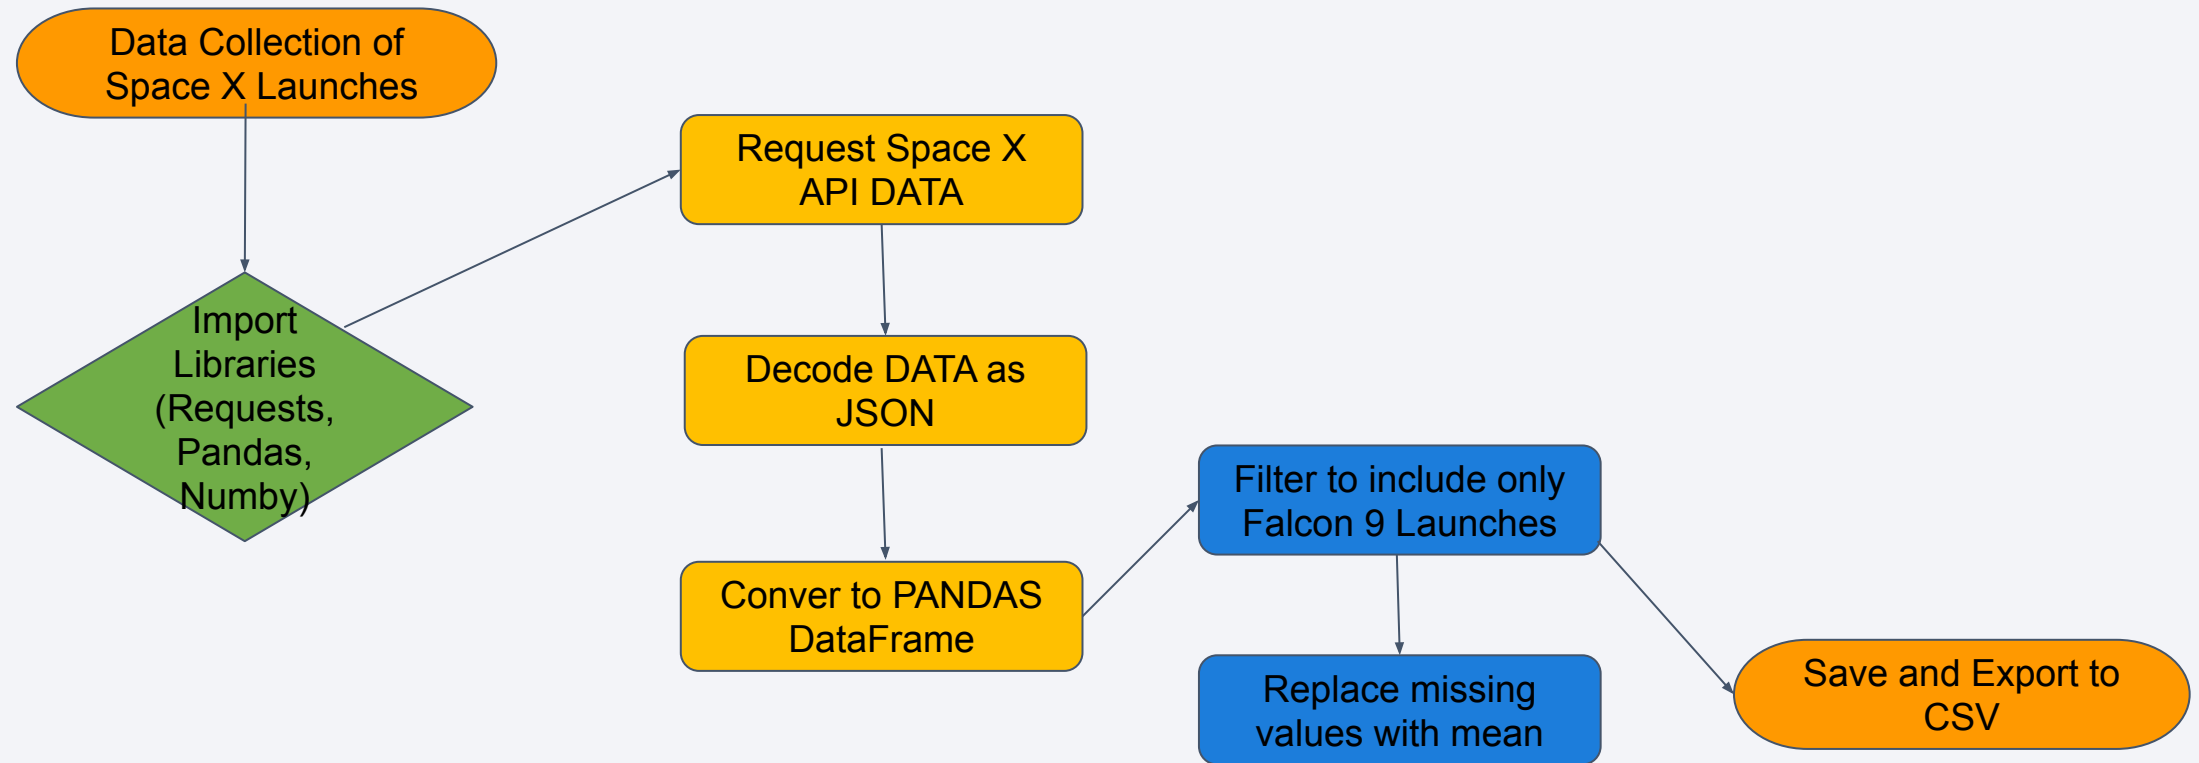 Data Collection of
Space X Launches
Import
Libraries
(Requests,
Pandas,
Numby)
Request Space X
API DATA
Decode DATA as
JSON
Conver to PANDAS
DataFrame
Filter to include only
Falcon 9 Launches
Replace missing
values with mean
Save and Export to
CSV